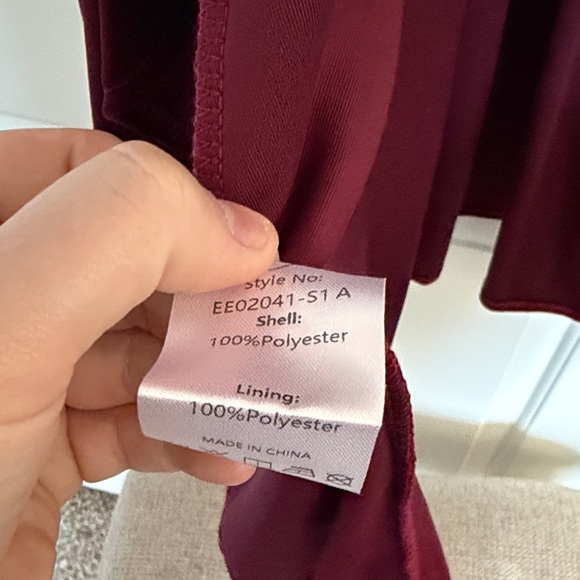 Style No:
EE02041-S1 A
Shell:
100%Polyester
Lining:
100%Polyester
MADE IN CHINA